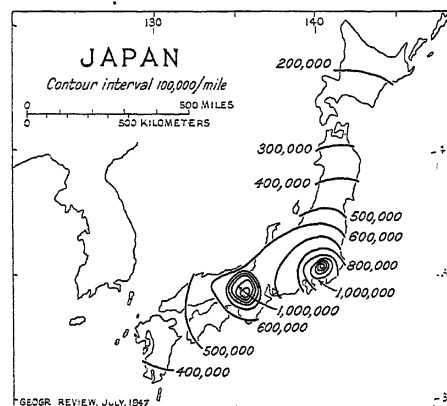 130
140
JAPAN
Contour interval 100,000/mile
0 500 MILES
0 500 KILOMETERS
200,000
300,000
400,000
500,000
600,000
800,000
1,000,000
1,000,000
600,000
500,000
400,000
GEOGR. REVIEW, JULY, 1947